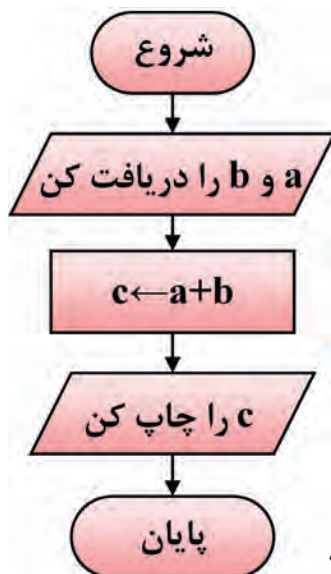 شروع
a و b را دریافت کن
c←a+b
c را چاپ کن
پایان